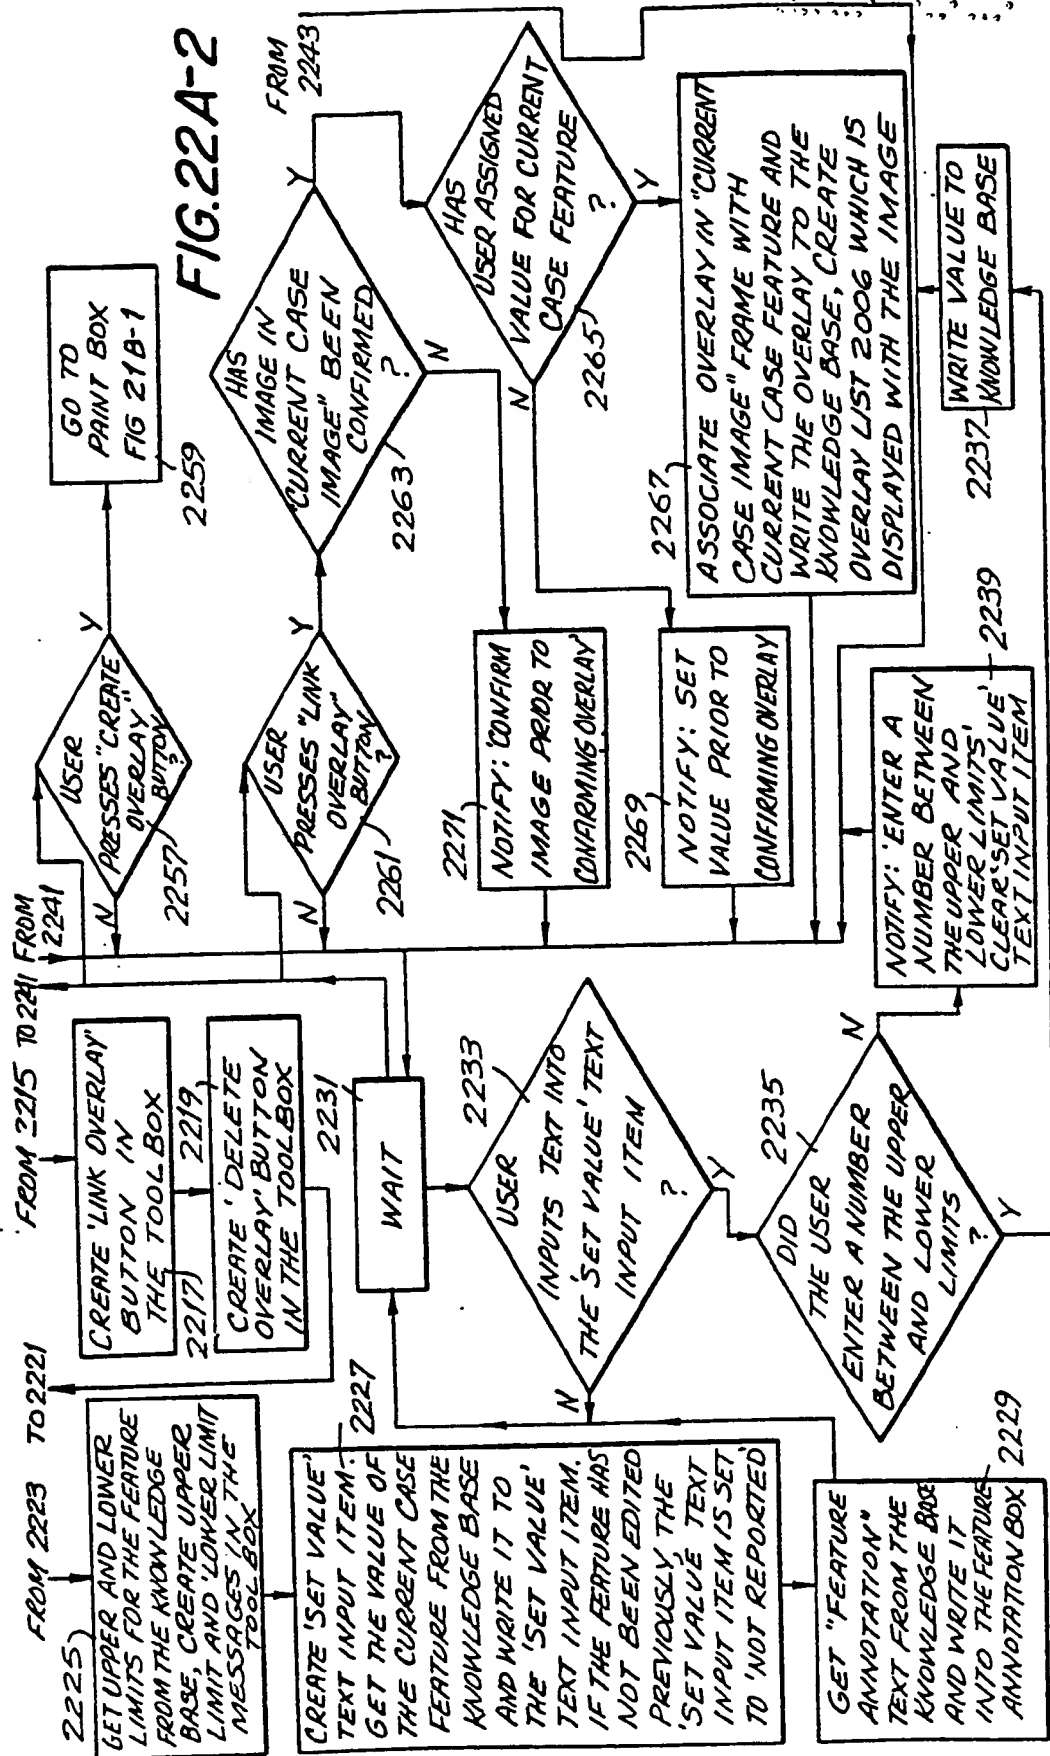 FIG.22A-2
FROM 2223
TO 2221
2225
GET UPPER AND LOWER
LIMITS FOR THE FEATURE
FROM THE KNOWLEDGE
BASE, CREATE UPPER
LIMIT AND 'LOWER LIMIT
MESSAGES IN THE
TOOL BOX
CREATE 'SET VALUE'
TEXT INPUT ITEM.
GET THE VALUE OF
THE CURRENT CASE
FEATURE FROM THE
KNOWLEDGE BASE
AND WRITE IT TO
THE 'SET VALUE'
TEXT INPUT ITEM.
IF THE FEATURE HAS
NOT BEEN EDITED
PREVIOUSLY, THE
'SET VALUE' TEXT
INPUT ITEM IS SET
TO 'NOT REPORTED'
2227
GET "FEATURE
ANNOTATION"
TEXT FROM THE
KNOWLEDGE BASE
AND WRITE IT
INTO THE FEATURE
ANNOTATION BOX
2229
FROM 2215
TO 2241
FROM
2241
CREATE 'LINK OVERLAY'
BUTTON IN
THE TOOL BOX
2217
2219
CREATE 'DELETE
OVERLAY' BUTTON
IN THE TOOLBOX
2231
WAIT
2233
USER
INPUTS TEXT INTO
THE 'SET VALUE' TEXT
INPUT ITEM
?
N
Y
2235
DID
THE USER
ENTER A NUMBER
BETWEEN THE UPPER
AND LOWER
LIMITS
?
N
Y
USER
PRESSES "CREATE
OVERLAY"
BUTTON
?
N
Y
2257
GO TO
PAINT BOX
FIG 21B-1
2259
USER
PRESSES "LINK
OVERLAY"
BUTTON
?
N
Y
2261
HAS
IMAGE IN
"CURRENT CASE
IMAGE" BEEN
CONFIRMED
?
Y
N
2263
FROM
2243
HAS
USER ASSIGNED
VALUE FOR CURRENT
CASE FEATURE
?
N
Y
2265
2271
NOTIFY: 'CONFIRM
IMAGE PRIOR TO
CONFIRMING OVERLAY'
2269
NOTIFY: SET
VALUE PRIOR TO
CONFIRMING OVERLAY
2267
ASSOCIATE OVERLAY IN "CURRENT
CASE IMAGE" FRAME WITH
CURRENT CASE FEATURE AND
WRITE THE OVERLAY TO THE
KNOWLEDGE BASE, CREATE
OVERLAY LIST 2006 WHICH IS
DISPLAYED WITH THE IMAGE
NOTIFY: 'ENTER A
NUMBER BETWEEN
THE UPPER AND
LOWER LIMITS'
CLEAR 'SET VALUE'
TEXT INPUT ITEM
2239
2237
WRITE VALUE TO
KNOWLEDGE BASE